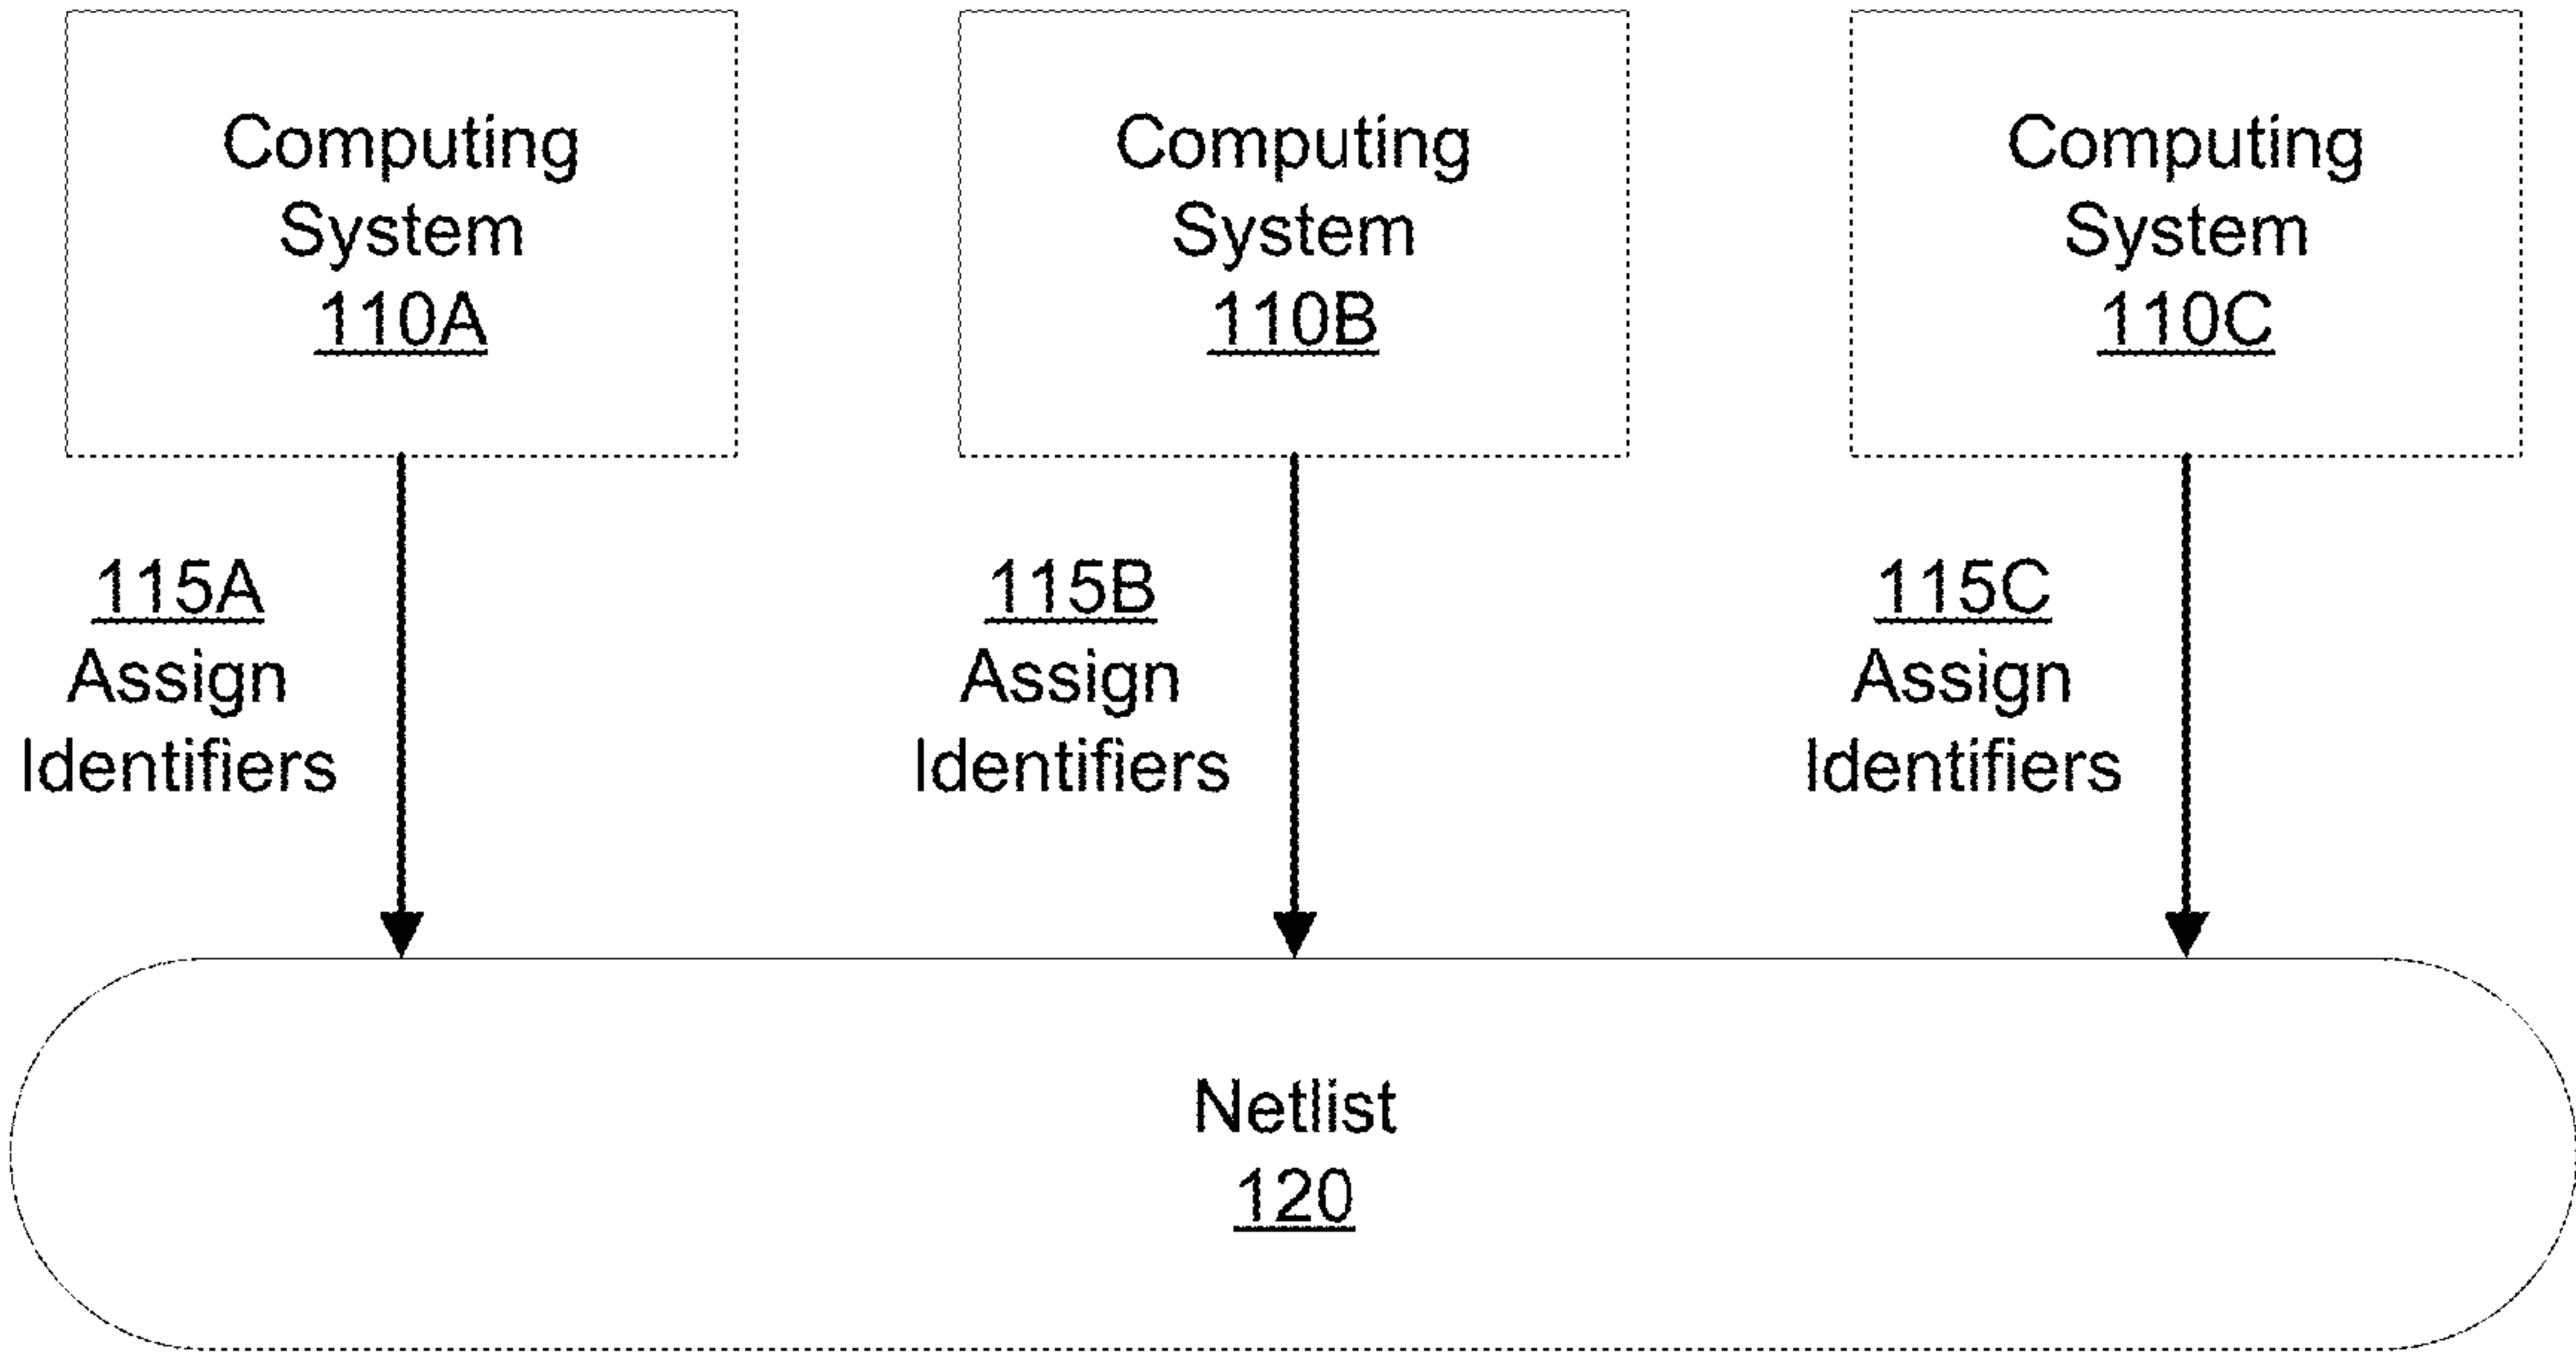 Computing
System
110A
Computing
System
110B
Computing
System
110C
115A
Assign
Identifiers
115B
Assign
Identifiers
115C
Assign
Identifiers
Netlist
120